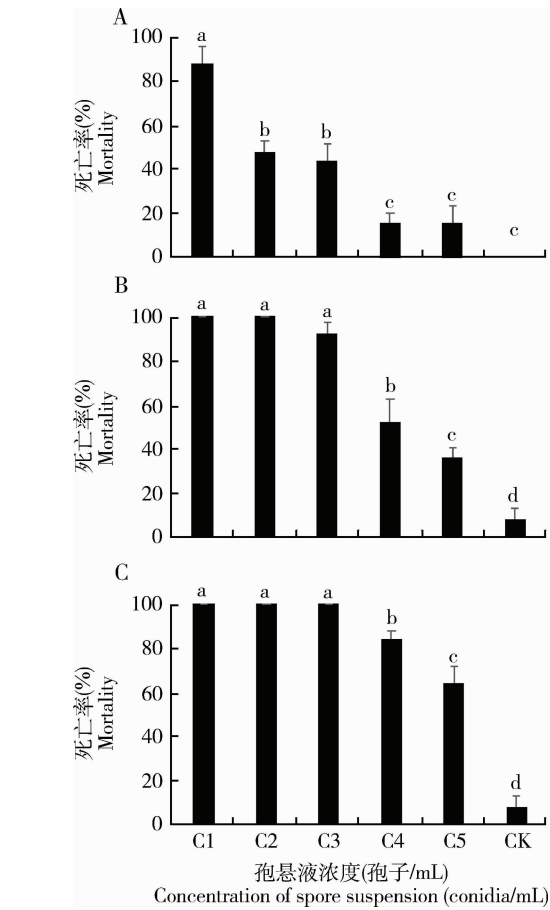 A
100
80
60
40
20
0
死亡率(%)
Mortality
a
b
b
c
c
c
B
100
80
60
40
20
0
死亡率(%)
Mortality
a
a
a
b
c
d
C
100
80
60
40
20
0
死亡率(%)
Mortality
a
a
a
b
c
d
C1 C2 C3 C4 C5 CK
孢悬液浓度(孢子/mL)
Concentration of spore suspension (conidia/mL)